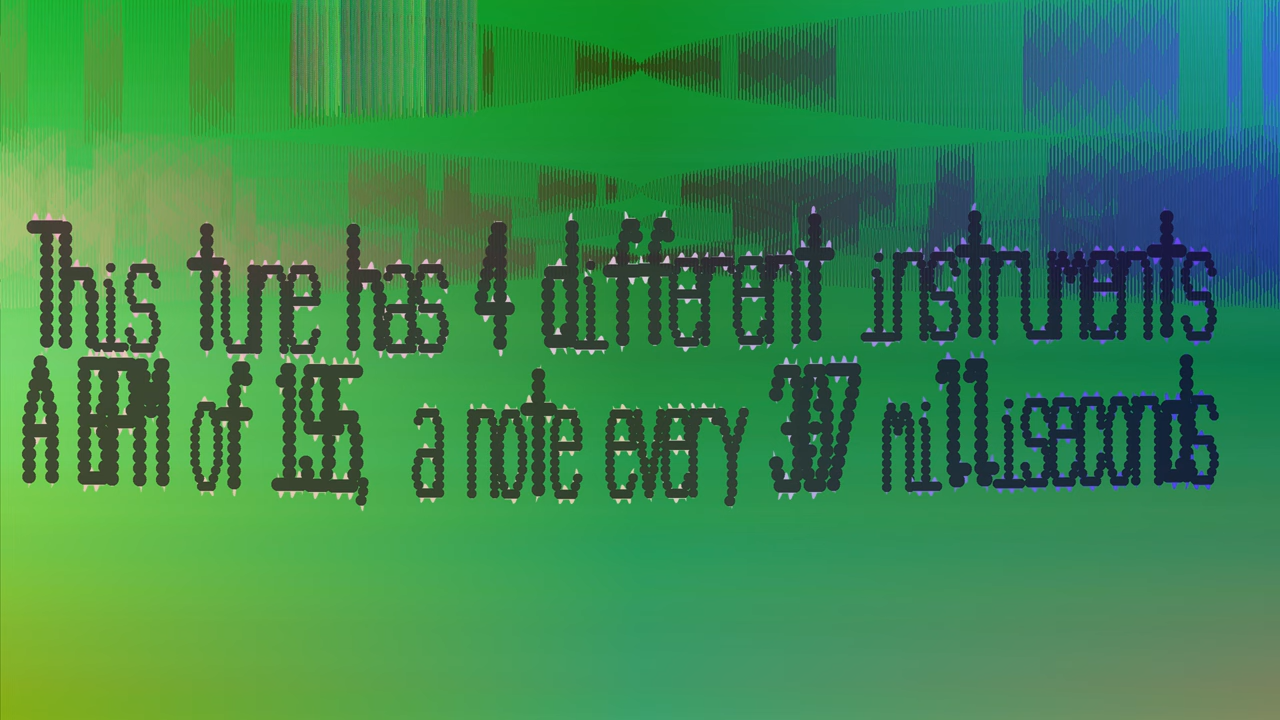 This tune has 4 different instruments
A BPM of 195, a note every 307 milliseconds